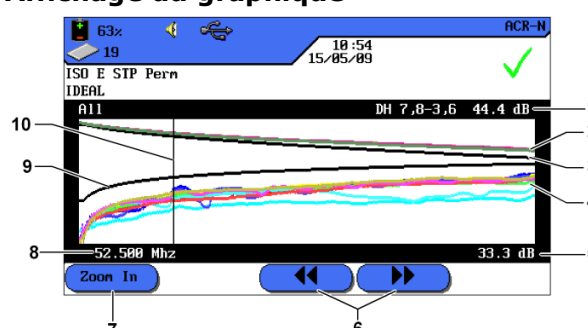 Affichage du graphique
63%
ACR-N
19
10:54
15/05/09
ISO E STP Perm
IDEAL
All DH 7,8-3,6 44.4 dB
10
9
8
52.500 Mhz 33.3 dB
Zoom In
7
6